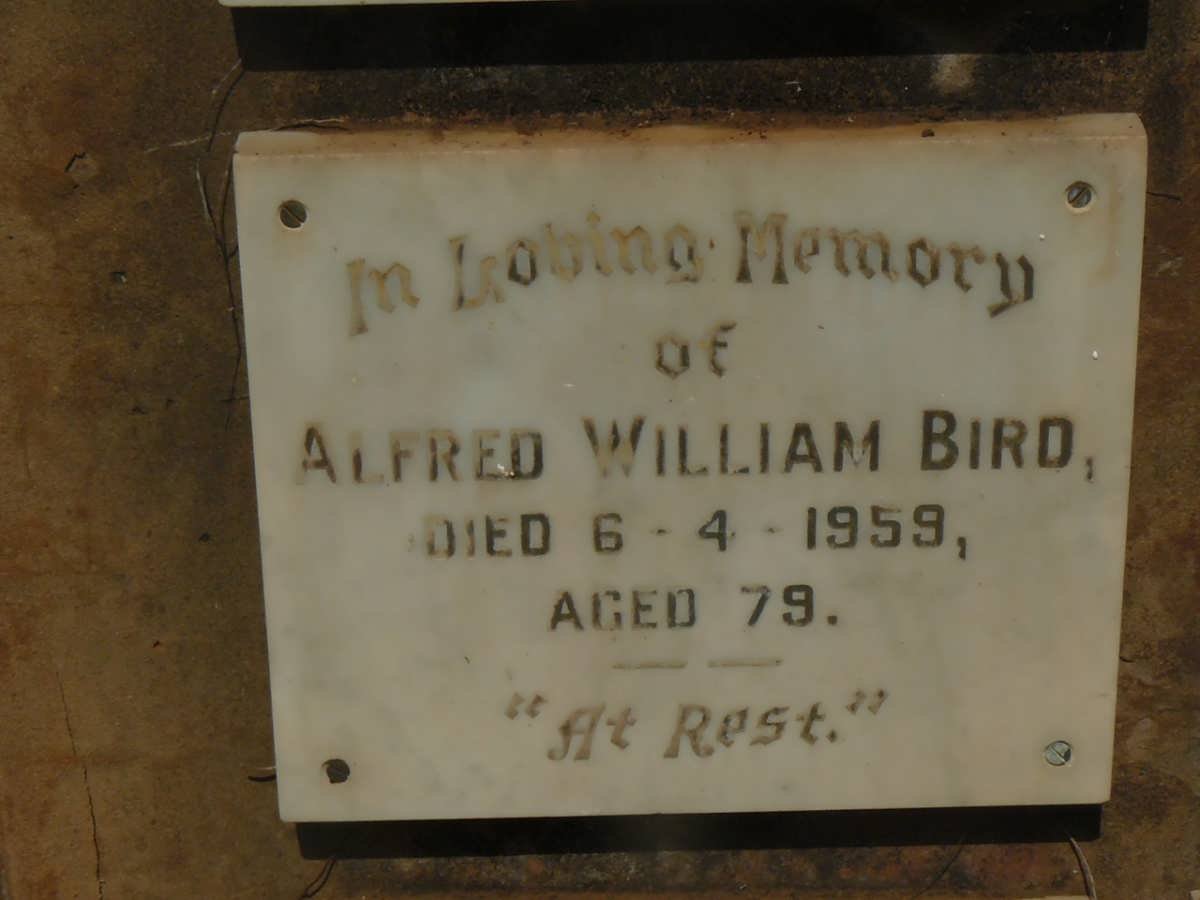 In Loving Memory
of
ALFRED WILLIAM BIRD,
DIED 6 - 4 - 1959,
AGED 79.
"At Rest."